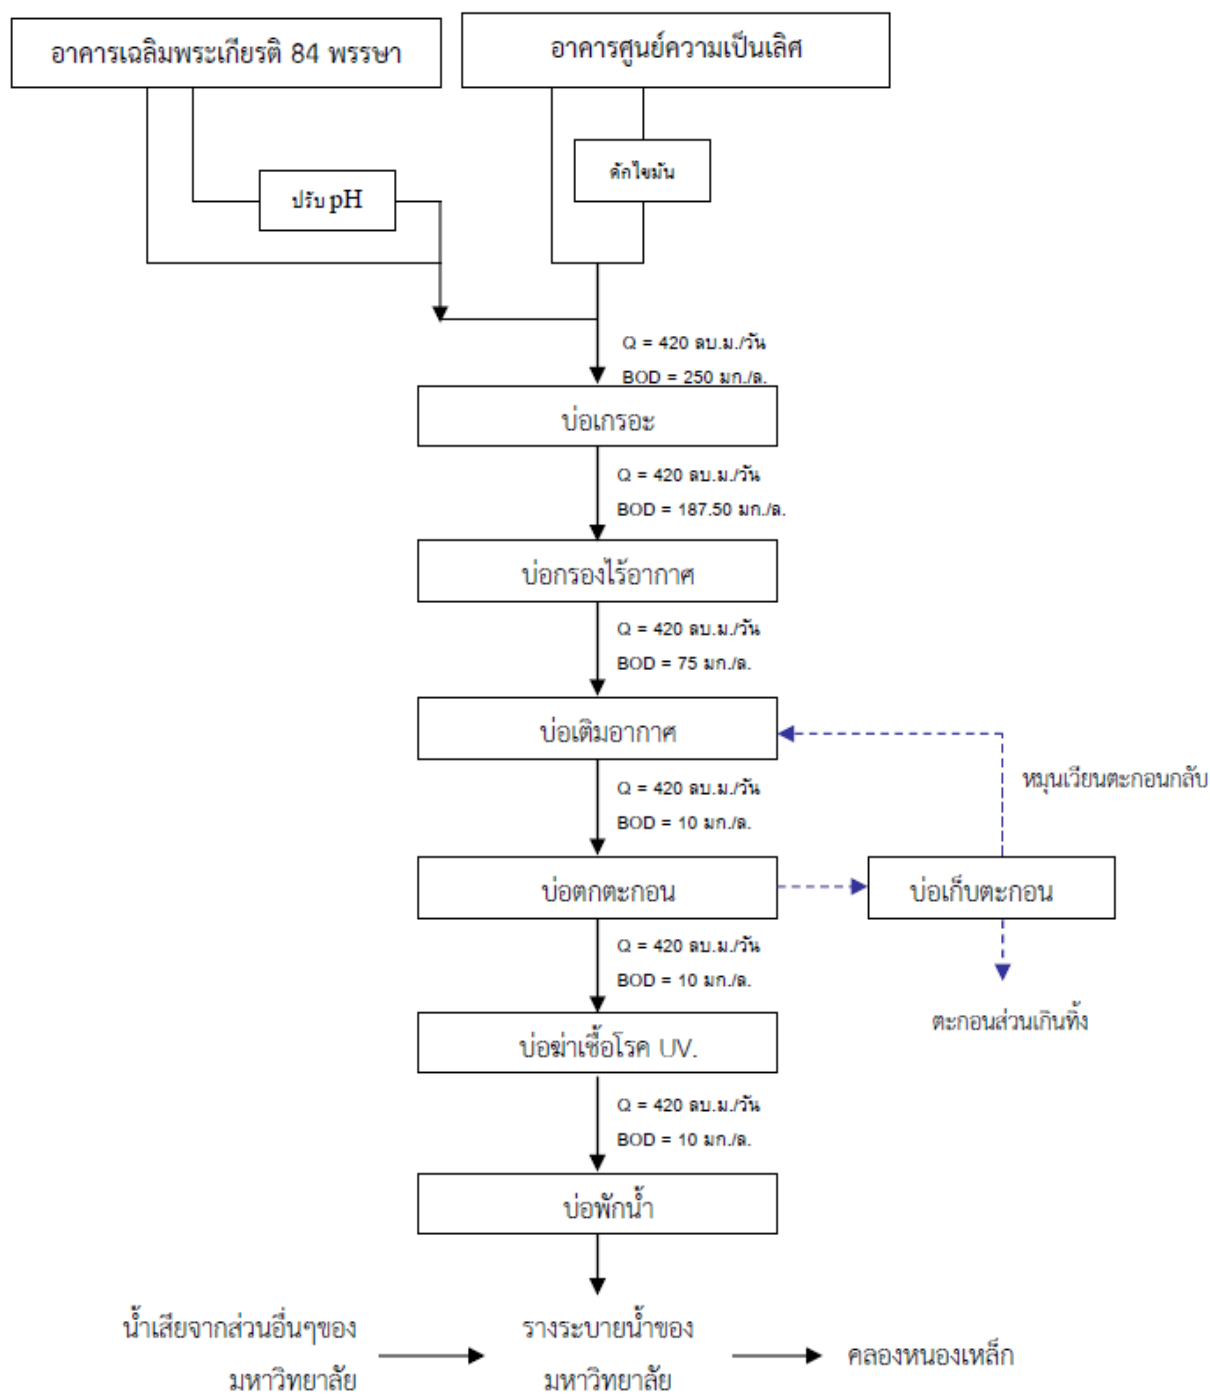 อาคารเฉลิมพระเกียรติ 84 พรรษา
อาคารศูนย์ความเป็นเลิศ
ดักไขมัน
ปรับ pH
Q = 420 ลบ.ม./วัน
BOD = 250 มก./ล.
บ่อเกรอะ
Q = 420 ลบ.ม./วัน
BOD = 187.50 มก./ล.
บ่อกรองไร้อากาศ
Q = 420 ลบ.ม./วัน
BOD = 75 มก./ล.
บ่อเติมอากาศ
หมุนเวียนตะกอนกลับ
Q = 420 ลบ.ม./วัน
BOD = 10 มก./ล.
บ่อตกตะกอน
บ่อเก็บตะกอน
Q = 420 ลบ.ม./วัน
BOD = 10 มก./ล.
ตะกอนส่วนเกินทิ้ง
บ่อฆ่าเชื้อโรค UV.
Q = 420 ลบ.ม./วัน
BOD = 10 มก./ล.
บ่อพักน้ำ
น้ำเสียจากส่วนอื่นๆของ
มหาวิทยาลัย
รางระบายน้ำของ
มหาวิทยาลัย
คลองหนองเหล็ก